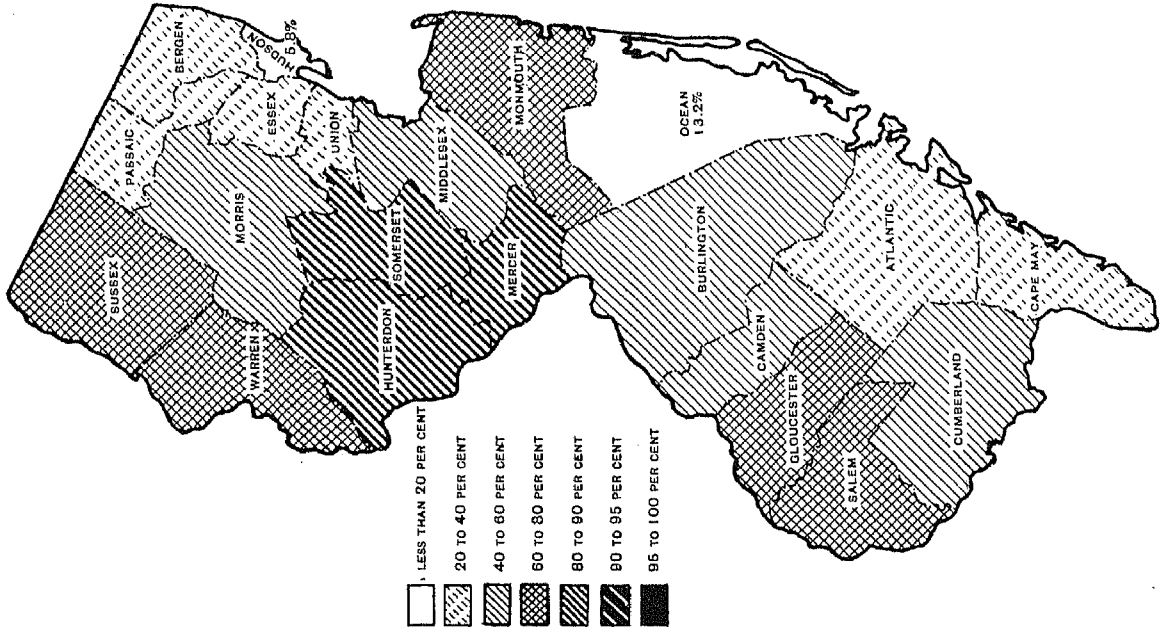 BERGEN
HUDSON
5.8%
PASSAIC
ESSEX
UNION
SUSSEX
MORRIS
WARREN
SOMERSET
MIDDLESEX
HUNTERDON
MERCER
MONMOUTH
OCEAN
13.2%
BURLINGTON
CAMDEN
GLOUCESTER
SALEM
ATLANTIC
CUMBERLAND
CAPE MAY
LESS THAN 20 PER CENT
20 TO 40 PER CENT
40 TO 60 PER CENT
60 TO 80 PER CENT
80 TO 90 PER CENT
90 TO 95 PER CENT
95 TO 100 PER CENT